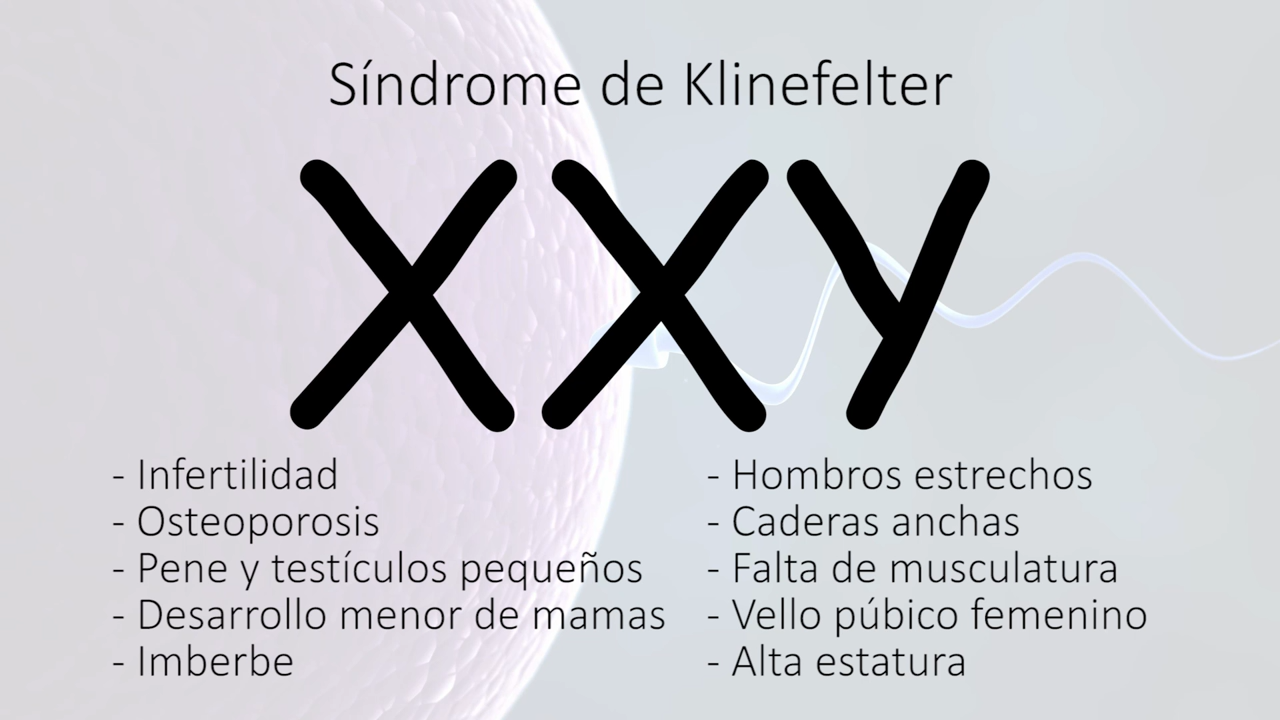 Síndrome de Klinefelter
XXY
- Infertilidad
- Osteoporosis
- Pene y testículos pequeños
- Desarrollo menor de mamas
- Imberbe
- Hombros estrechos
- Caderas anchas
- Falta de musculatura
- Vello púbico femenino
- Alta estatura